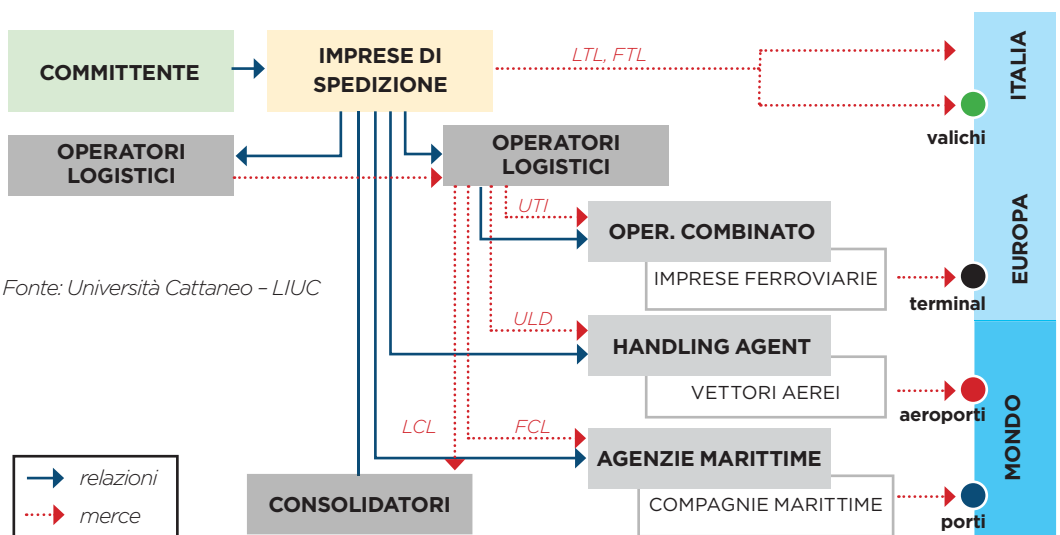 COMMITTENTE
IMPRESE DI
SPEDIZIONE
LTL, FTL
ITALIA
valichi
OPERATORI
LOGISTICI
OPERATORI
LOGISTICI
UTI
OPER. COMBINATO
IMPRESE FERROVIARIE
EUROPA
terminal
Fonte: Università Cattaneo – LIUC
ULD
HANDLING AGENT
VETTORI AEREI
aeroporti
MONDO
LCL
FCL
AGENZIE MARITTIME
COMPAGNIE MARITTIME
porti
CONSOLIDATORI
relazioni
merce